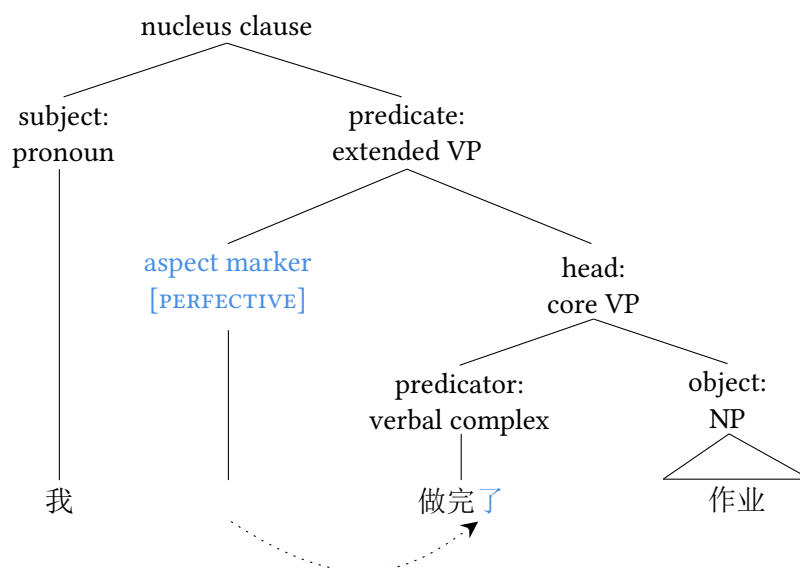 nucleus clause
subject:
pronoun
predicate:
extended VP
aspect marker
[PERFECTIVE]
head:
core VP
predicator:
verbal complex
object:
NP
我
做完了
作业